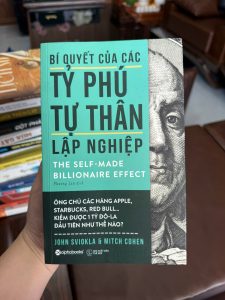 BÍ QUYẾT CỦA CÁC
TỶ PHÚ
TỰ THÂN
LẬP NGHIỆP
THE SELF-MADE
BILLIONAIRE EFFECT
ÔNG CHỦ CÁC HÃNG APPLE,
STARBUCKS, RED BULL...
KIẾM ĐƯỢC 1 TỶ ĐÔ-LA
ĐẦU TIÊN NHƯ THẾ NÀO?
JOHN SVIOKLA & MITCH COHEN
alphabooks